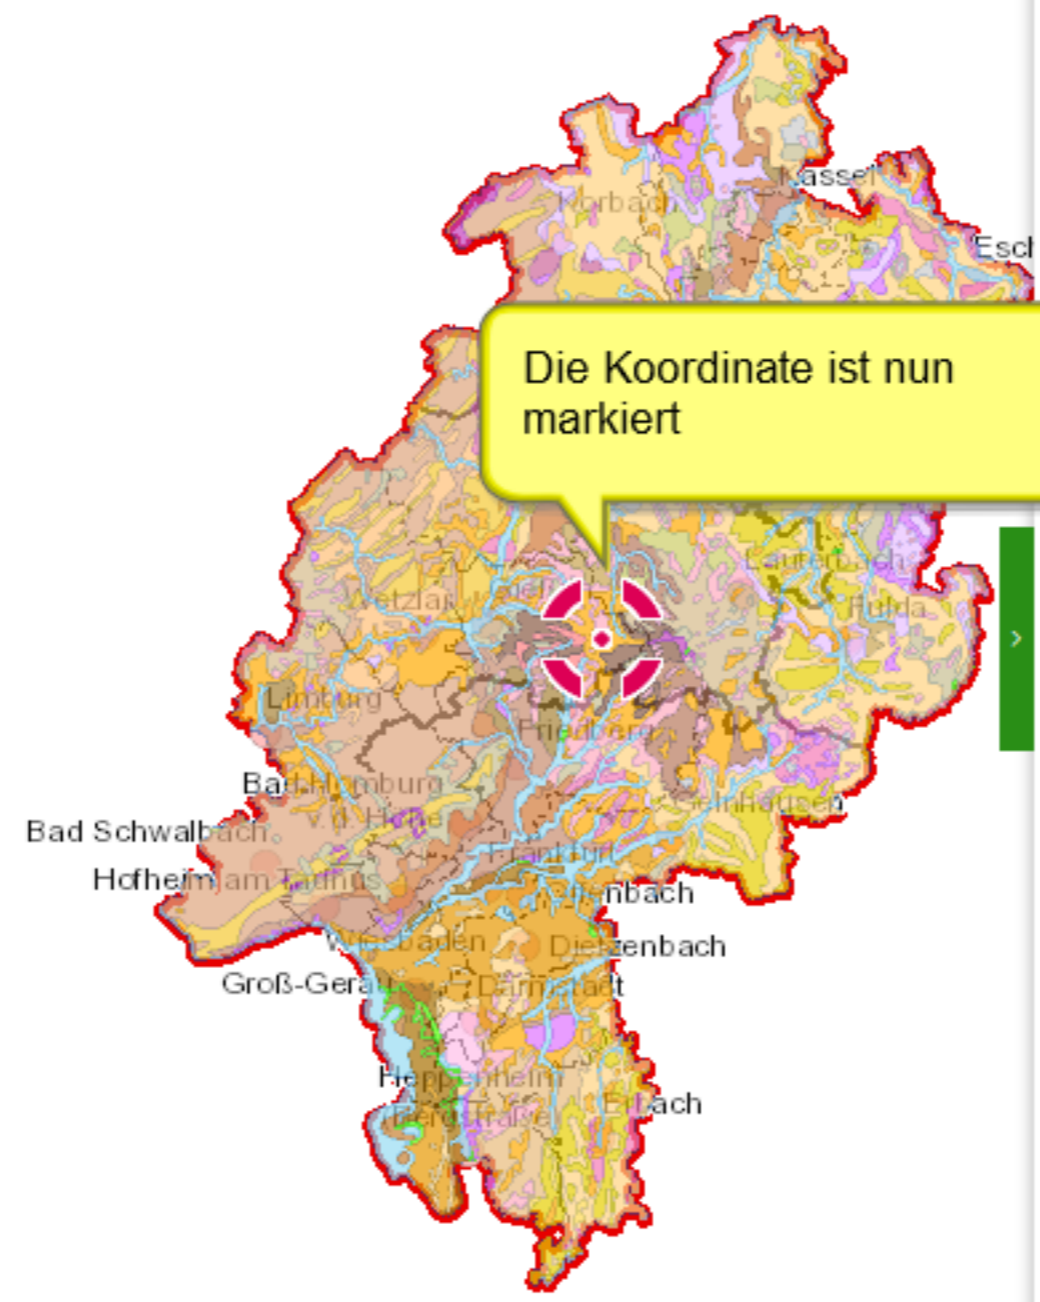 Kassel
Korbach
Esch
Die Koordinate ist nun
markiert
Lauterbach
Wetzlar
Fulda
Limburg
Friedberg
Bad Homburg
v.d. Höhe
Gelnhausen
Bad Schwalbach
Frankfurt
Hofheim am Taunus
enbach
Wiesbaden
Dietzenbach
Groß-Gerau
Darmstadt
Heppenheim
Bergstraße
Erbach